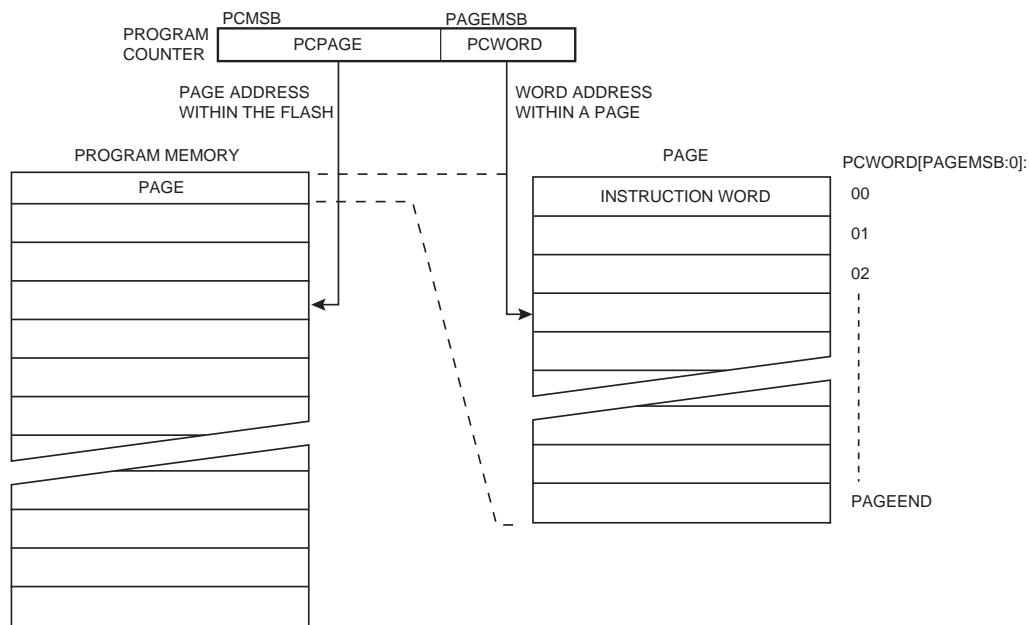 PCMSB
PAGEMSB
PROGRAM
COUNTER
PCPAGE
PCWORD
PAGE ADDRESS
WITHIN THE FLASH
WORD ADDRESS
WITHIN A PAGE
PROGRAM MEMORY
PAGE
PAGE
INSTRUCTION WORD
PCWORD[PAGEMSB:0]:
00
01
02
PAGEEND